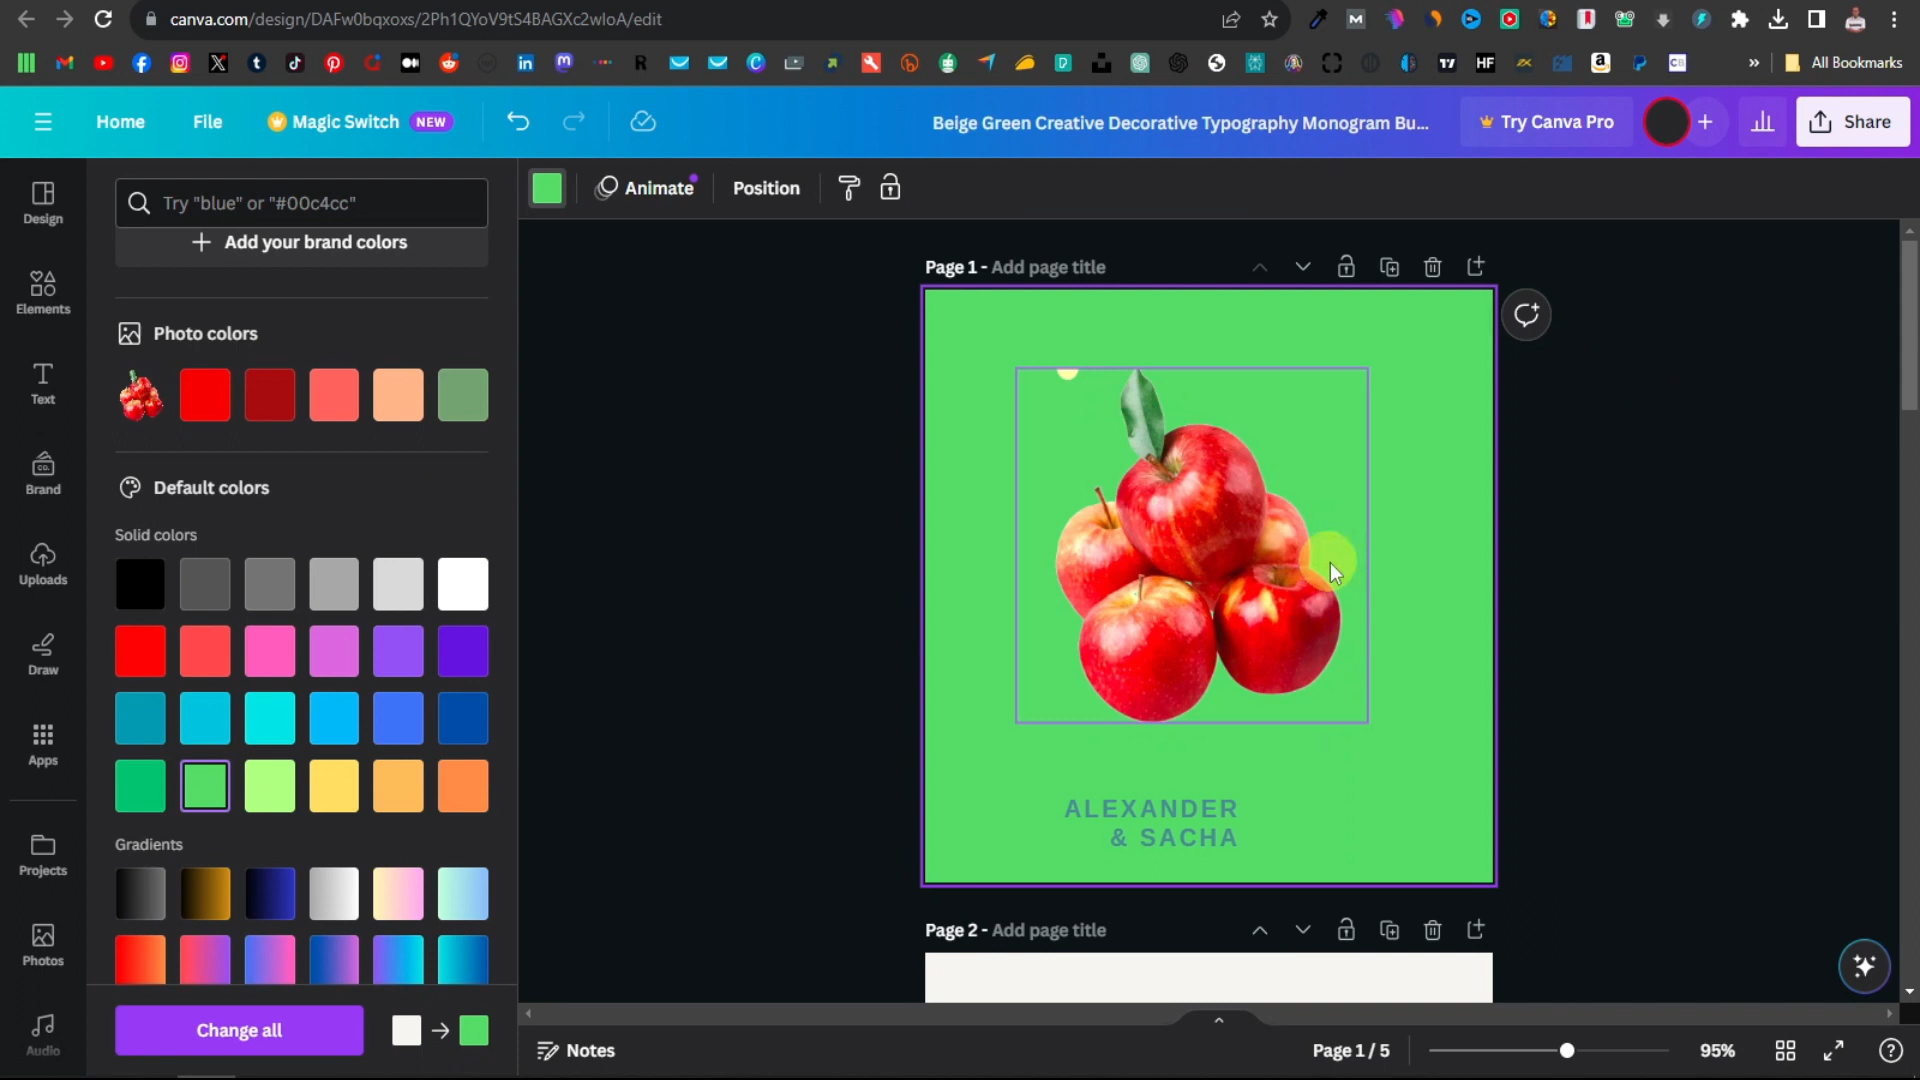 canva.com/design/DAFw0bqxoxs/2Ph1QYoV9tS4BAGXc2wIoA/edit
All Bookmarks
Home
File
Magic Switch
NEW
Beige Green Creative Decorative Typography Monogram Bu...
Try Canva Pro
Share
Design
Elements
Text
Brand
Uploads
Draw
Apps
Projects
Photos
Audio
Try "blue" or "#00c4cc"
Add your brand colors
Photo colors
Default colors
Solid colors
Gradients
Change all
Animate
Position
Page 1 - Add page title
ALEXANDER
& SACHA
Page 2 - Add page title
Notes
Page 1 / 5
95%